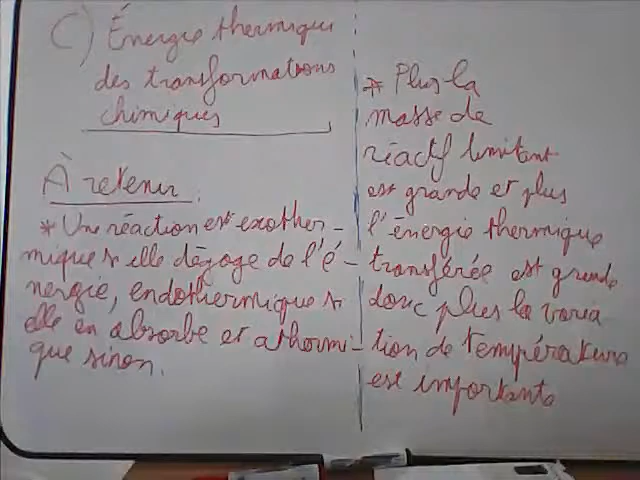 C) Énergie thermique
des transformations
chimiques
À retenir :
* Une réaction est exother-
mique si elle dégage de l'é-
nergie, endothermique si
elle en absorbe et athermi-
que sinon.
* Plus la
masse de
réactif limitant
est grande et plus
l'énergie thermique
transférée est grande
donc plus la varia
tion de température
est importante